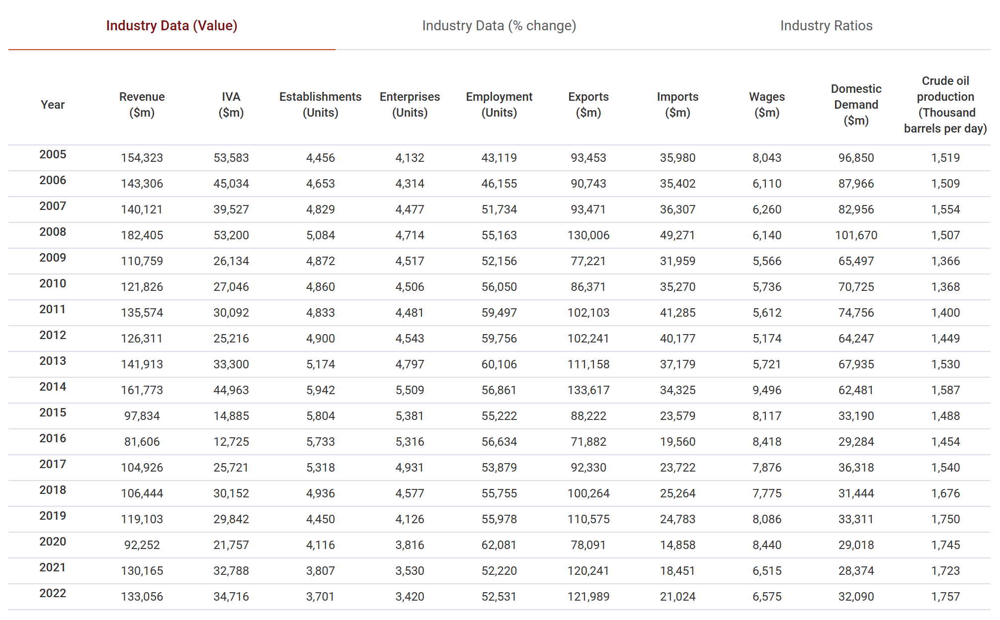 Industry Data (Value) Industry Data (% change) Industry Ratios
Year Revenue ($m) IVA ($m) Establishments (Units) Enterprises (Units) Employment (Units) Exports ($m) Imports ($m) Wages ($m) Domestic Demand ($m) Crude oil production (Thousand barrels per day)
2005 154,323 53,583 4,456 4,132 43,119 93,453 35,980 8,043 96,850 1,519
2006 143,306 45,034 4,653 4,314 46,155 90,743 35,402 6,110 87,966 1,509
2007 140,121 39,527 4,829 4,477 51,734 93,471 36,307 6,260 82,956 1,554
2008 182,405 53,200 5,084 4,714 55,163 130,006 49,271 6,140 101,670 1,507
2009 110,759 26,134 4,872 4,517 52,156 77,221 31,959 5,566 65,497 1,366
2010 121,826 27,046 4,860 4,506 56,050 86,371 35,270 5,736 70,725 1,368
2011 135,574 30,092 4,833 4,481 59,497 102,103 41,285 5,612 74,756 1,400
2012 126,311 25,216 4,900 4,543 59,756 102,241 40,177 5,174 64,247 1,449
2013 141,913 33,300 5,174 4,797 60,106 111,158 37,179 5,721 67,935 1,530
2014 161,773 44,963 5,942 5,509 56,861 133,617 34,325 9,496 62,481 1,587
2015 97,834 14,885 5,804 5,381 55,222 88,222 23,579 8,117 33,190 1,488
2016 81,606 12,725 5,733 5,316 56,634 71,882 19,560 8,418 29,284 1,454
2017 104,926 25,721 5,318 4,931 53,879 92,330 23,722 7,876 36,318 1,540
2018 106,444 30,152 4,936 4,577 55,755 100,264 25,264 7,775 31,444 1,676
2019 119,103 29,842 4,450 4,126 55,978 110,575 24,783 8,086 33,311 1,750
2020 92,252 21,757 4,116 3,816 62,081 78,091 14,858 8,440 29,018 1,745
2021 130,165 32,788 3,807 3,530 52,220 120,241 18,451 6,515 28,374 1,723
2022 133,056 34,716 3,701 3,420 52,531 121,989 21,024 6,575 32,090 1,757